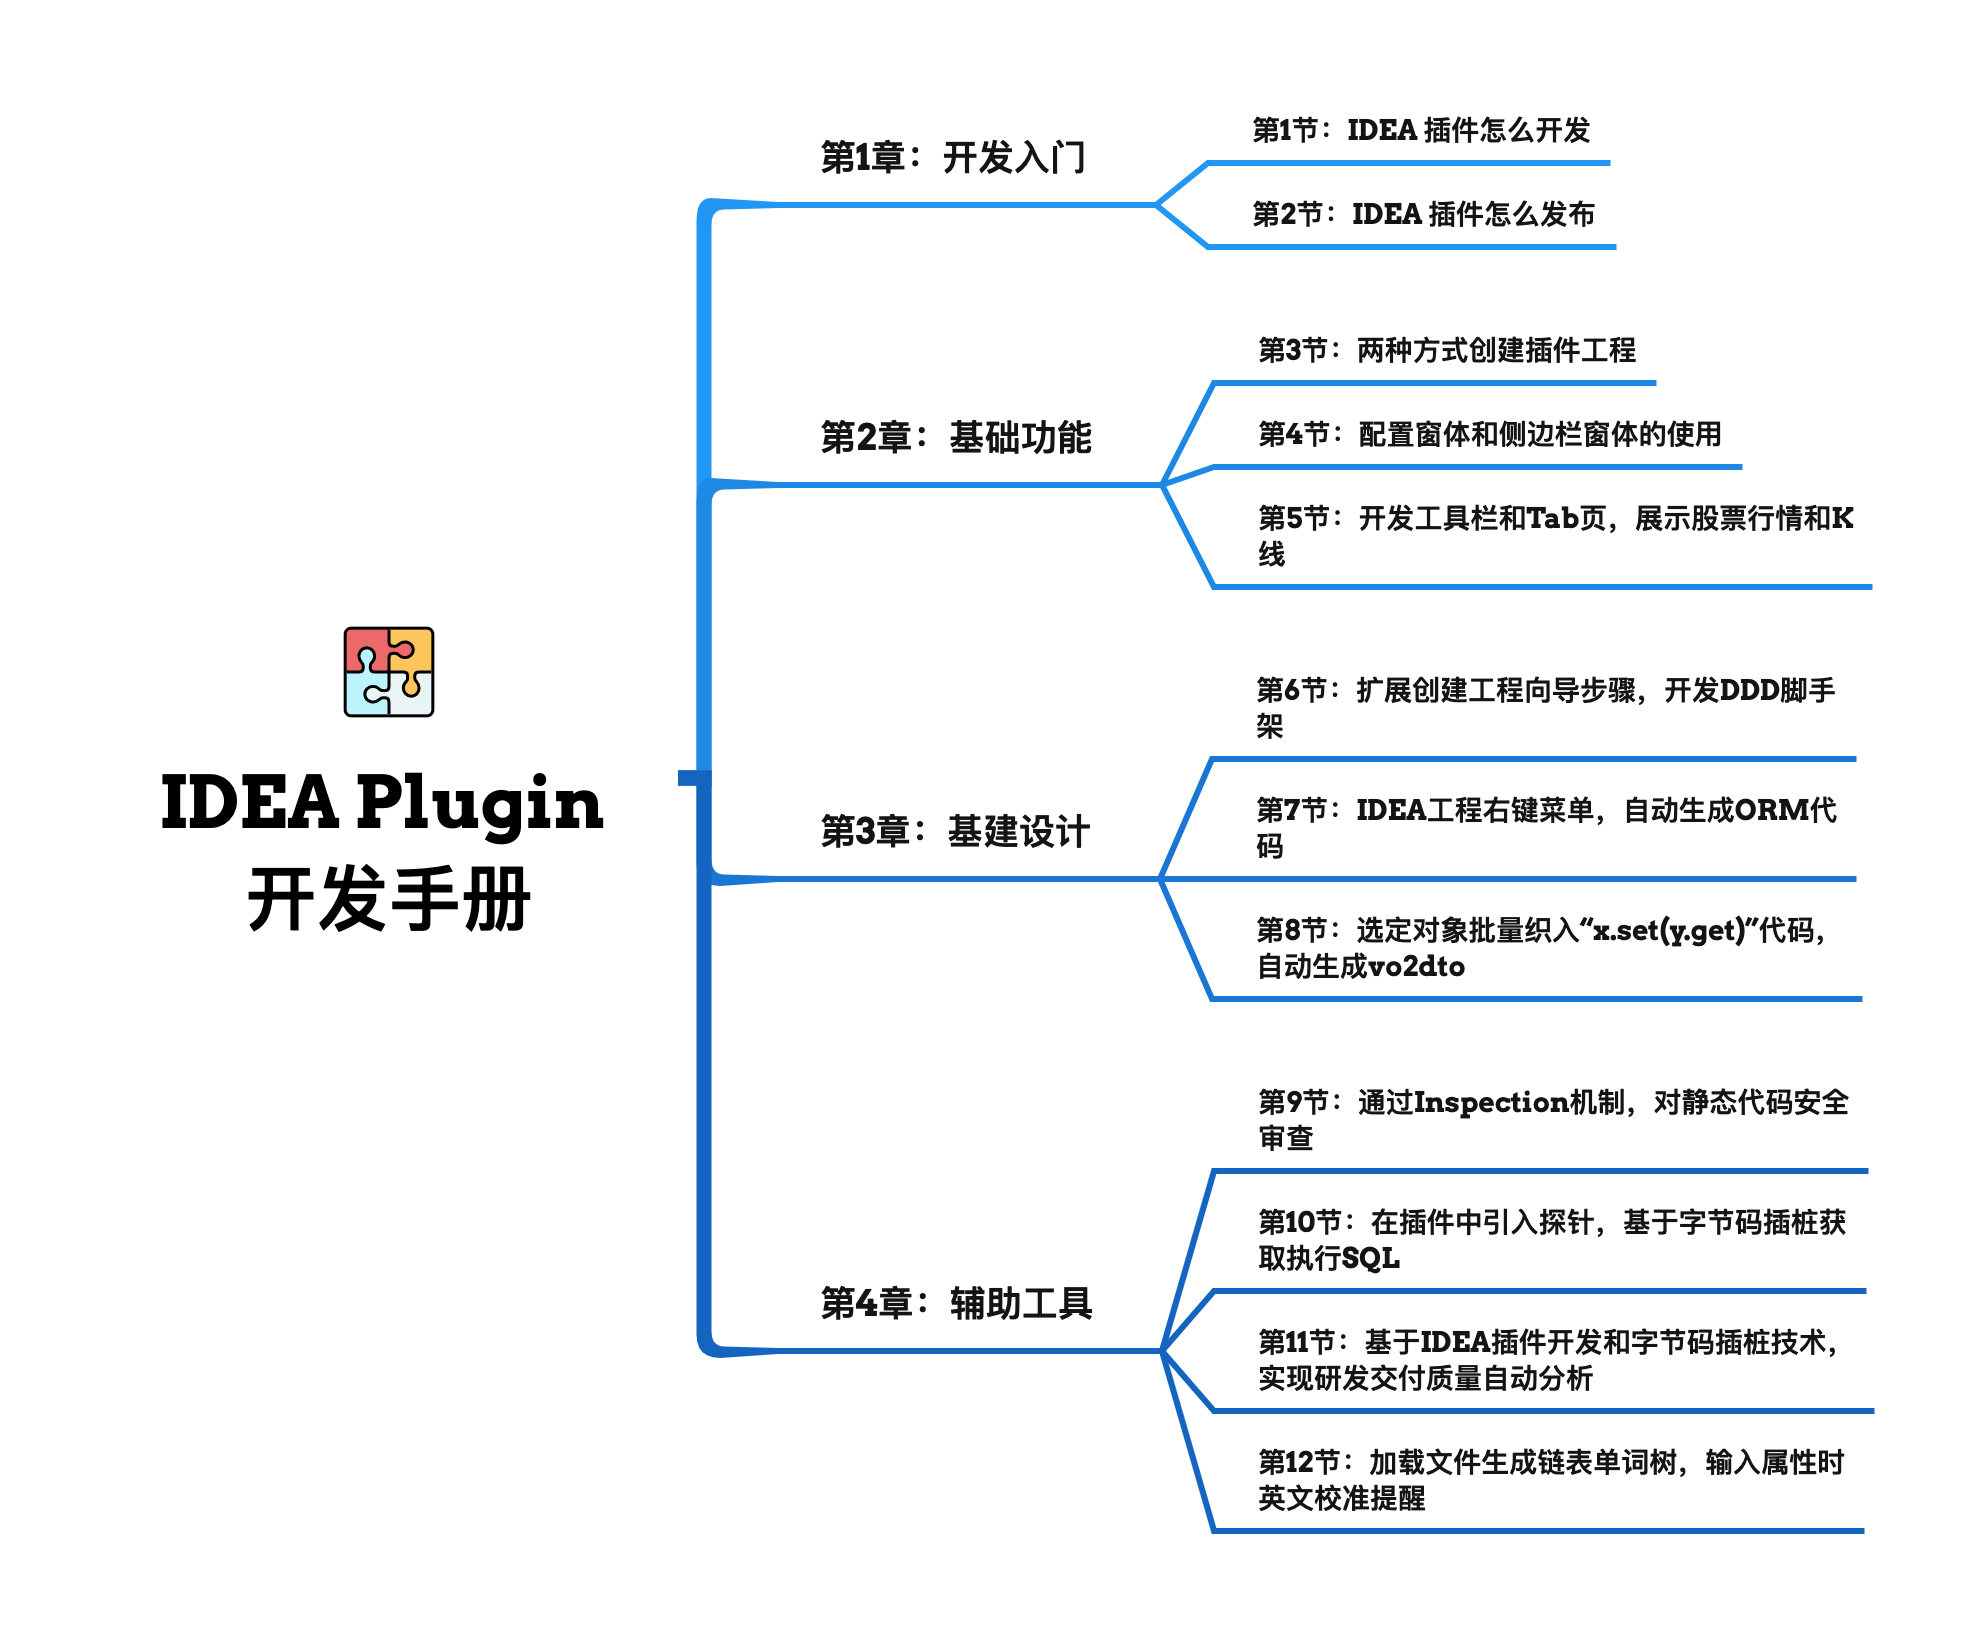 IDEA Plugin
开发手册
第1章：开发入门
第1节：IDEA 插件怎么开发
第2节：IDEA 插件怎么发布
第2章：基础功能
第3节：两种方式创建插件工程
第4节：配置窗体和侧边栏窗体的使用
第5节：开发工具栏和Tab页，展示股票行情和K
线
第3章：基建设计
第6节：扩展创建工程向导步骤，开发DDD脚手
架
第7节：IDEA工程右键菜单，自动生成ORM代
码
第8节：选定对象批量织入“x.set(y.get)”代码，
自动生成vo2dto
第4章：辅助工具
第9节：通过Inspection机制，对静态代码安全
审查
第10节：在插件中引入探针，基于字节码插桩获
取执行SQL
第11节：基于IDEA插件开发和字节码插桩技术，
实现研发交付质量自动分析
第12节：加载文件生成链表单词树，输入属性时
英文校准提醒